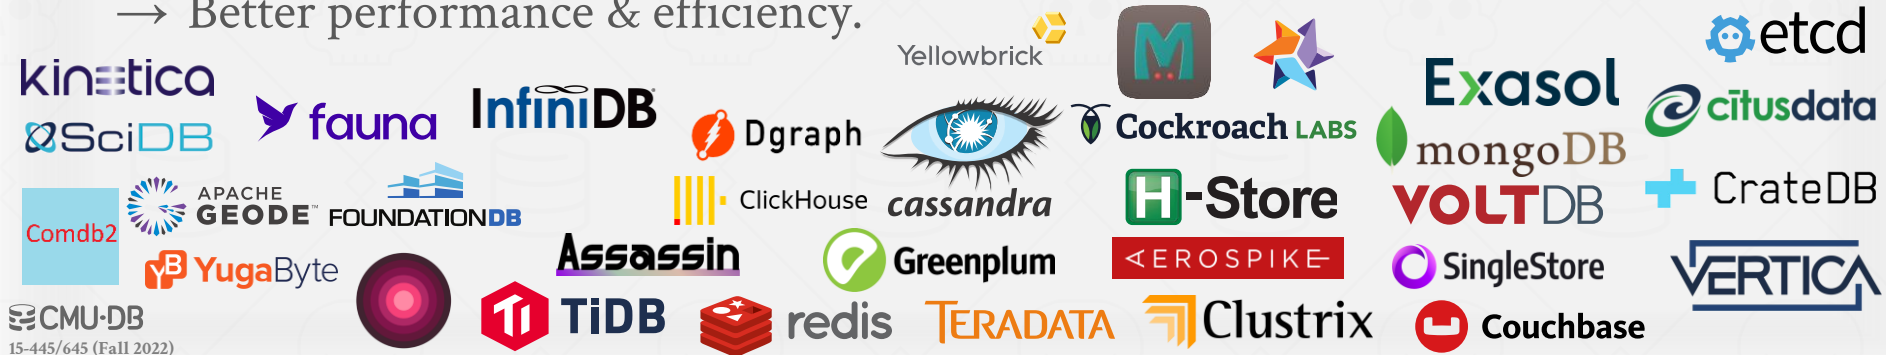 → Better performance & efficiency.
kinetica
SciDB
fauna
InfiniDB
Dgraph
Yellowbrick
M
cassandra
Cockroach LABS
Exasol
mongoDB
etcd
citusdata
Comdb2
APACHE
GEODE™
FOUNDATIONDB
YB YugaByte
ClickHouse
Assassin
Greenplum
H-Store
AEROSPIKE
VOLTDB
SingleStore
CrateDB
VERTICA
TiDB
redis
TERADATA
Clustrix
Couchbase
CMU·DB
15-445/645 (Fall 2022)